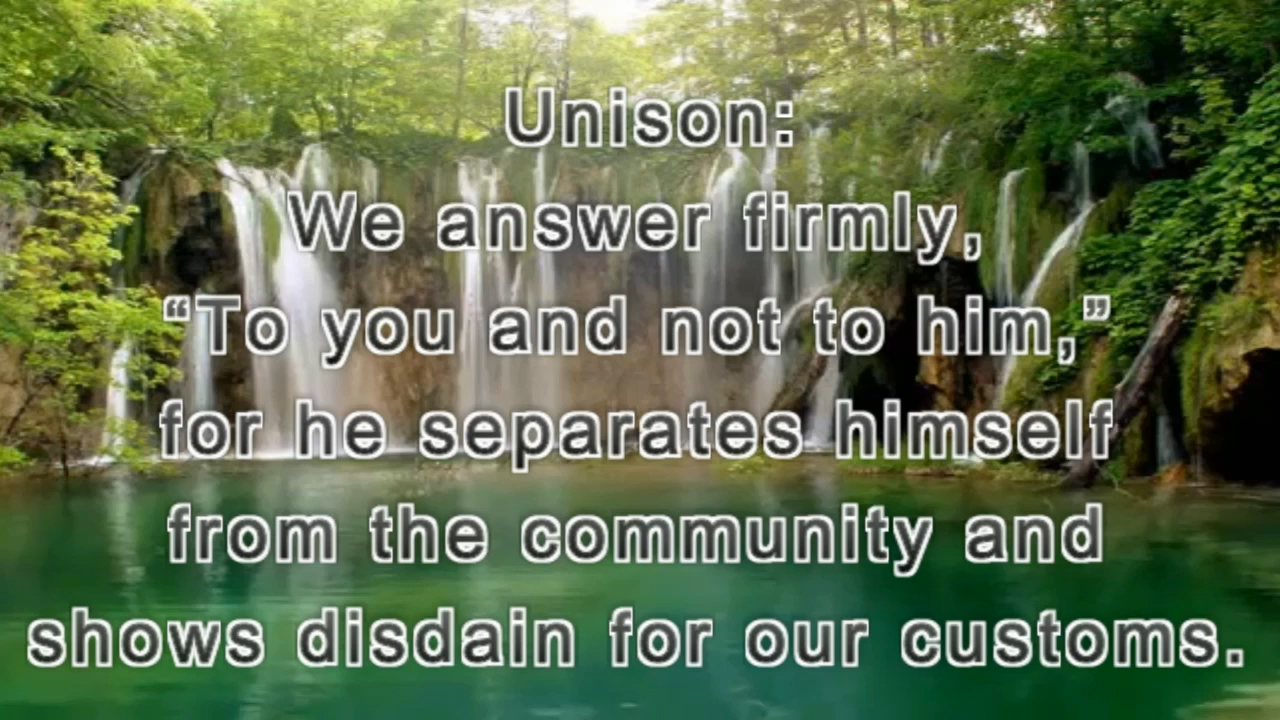 Unison:
We answer firmly,
“To you and not to him,”
for he separates himself
from the community and
shows disdain for our customs.